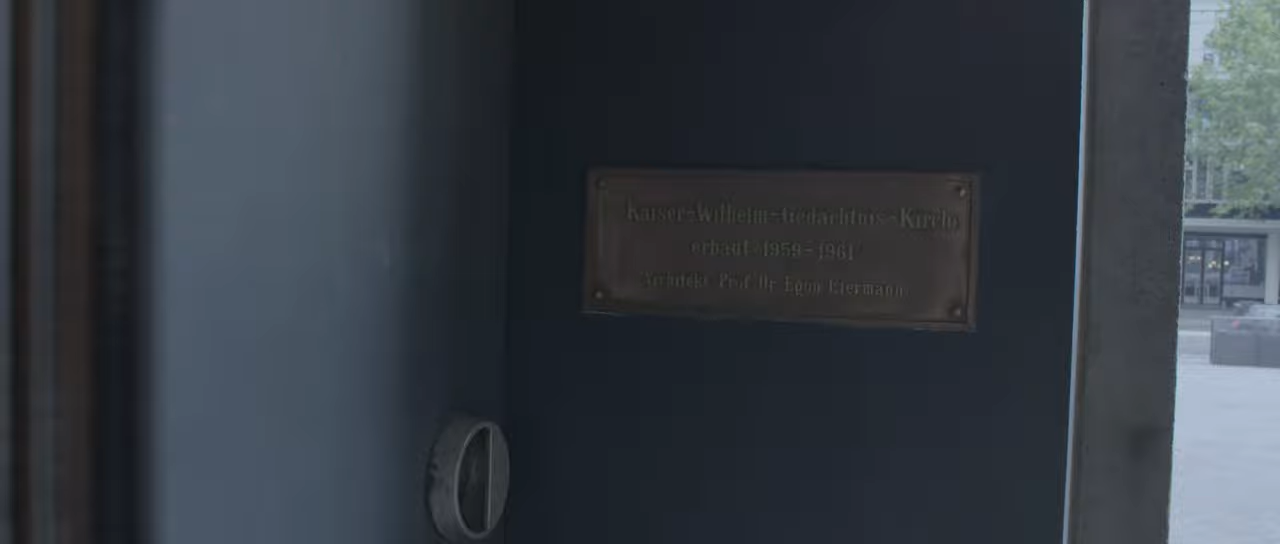 Kaiser-Wilhelm-Gedächtnis-Kirche
erbaut 1959-1961
Architekt Prof Dr Egon Eiermann